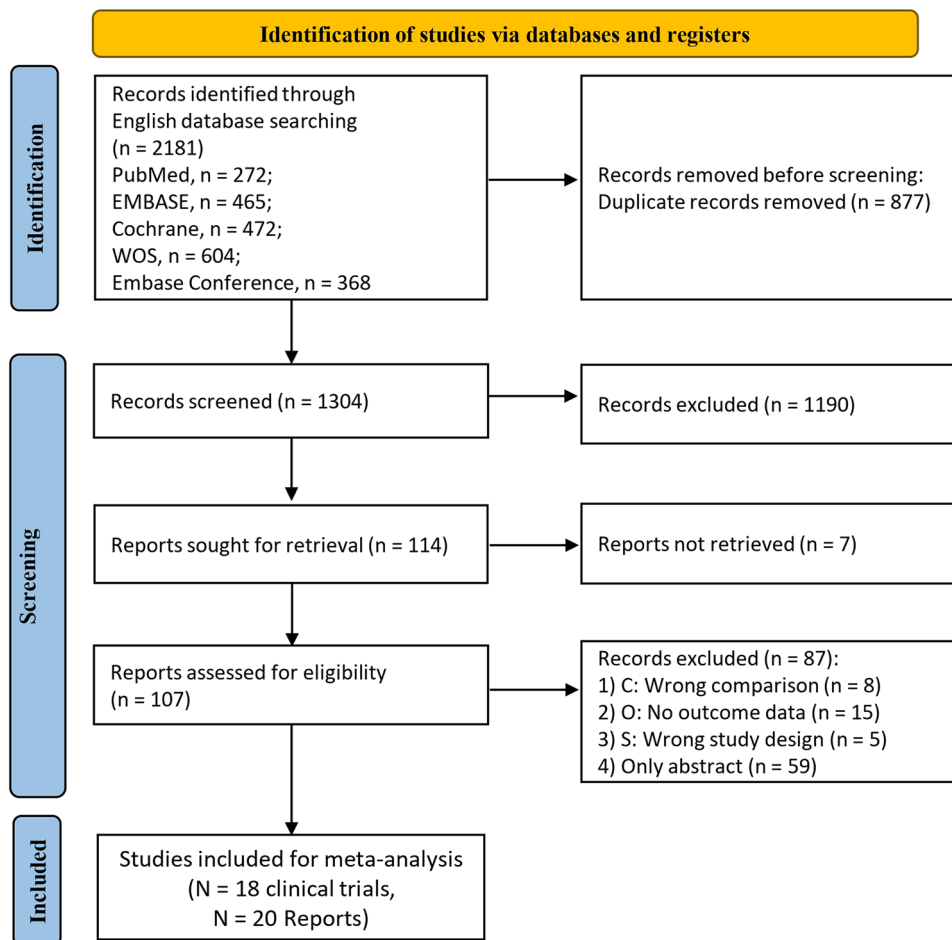 Identification of studies via databases and registers
Identification
Records identified through
English database searching
(n = 2181)
PubMed, n = 272;
EMBASE, n = 465;
Cochrane, n = 472;
WOS, n = 604;
Embase Conference, n = 368
Records removed before screening:
Duplicate records removed (n = 877)
Screening
Records screened (n = 1304)
Records excluded (n = 1190)
Reports sought for retrieval (n = 114)
Reports not retrieved (n = 7)
Reports assessed for eligibility
(n = 107)
Records excluded (n = 87):
1) C: Wrong comparison (n = 8)
2) O: No outcome data (n = 15)
3) S: Wrong study design (n = 5)
4) Only abstract (n = 59)
Included
Studies included for meta-analysis
(N = 18 clinical trials,
N = 20 Reports)